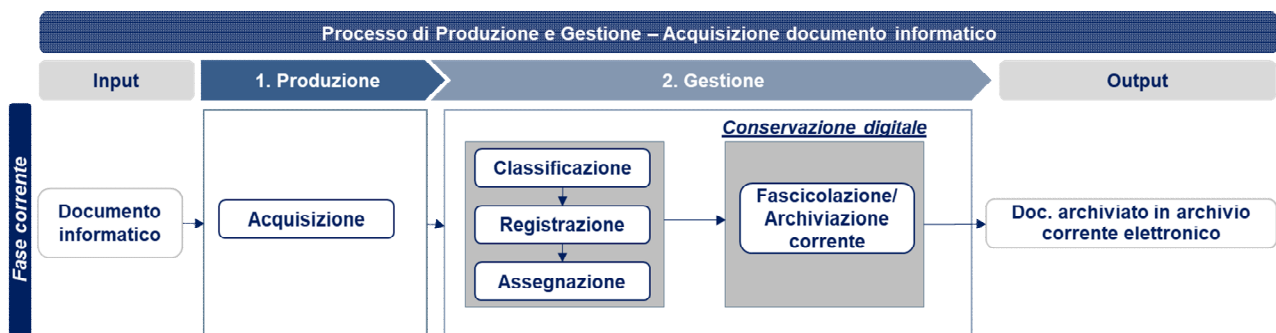 Processo di Produzione e Gestione – Acquisizione documento informatico
Input
1. Produzione
2. Gestione
Output
Fase corrente
Documento
informatico
Acquisizione
Classificazione
Registrazione
Assegnazione
Conservazione digitale
Fascicolazione/
Archiviazione
corrente
Doc. archiviato in archivio
corrente elettronico